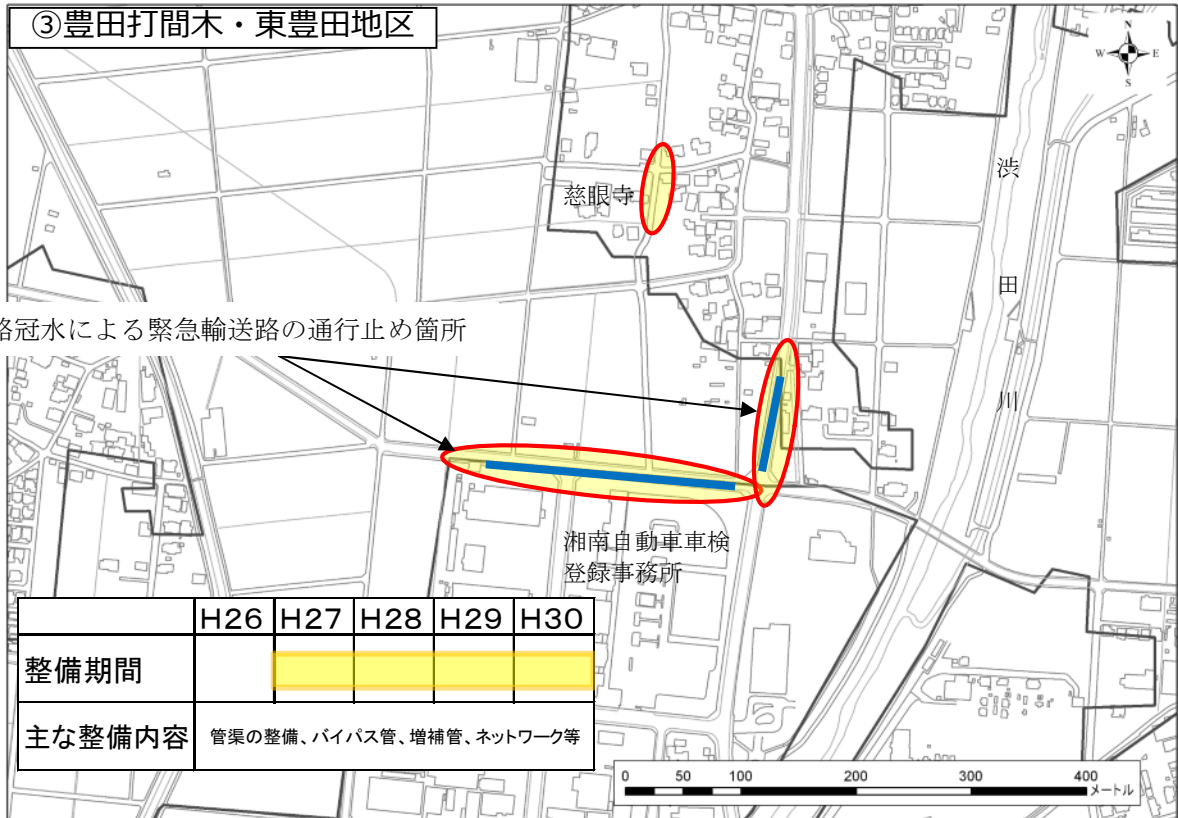 ③豊田打間木・東豊田地区
N
W E
S
渋
田
川
慈眼寺
路冠水による緊急輸送路の通行止め箇所
湘南自動車車検
登録事務所
H26 H27 H28 H29 H30
整備期間
主な整備内容 管渠の整備、バイパス管、増補管、ネットワーク等
0 50 100 200 300 400
メートル